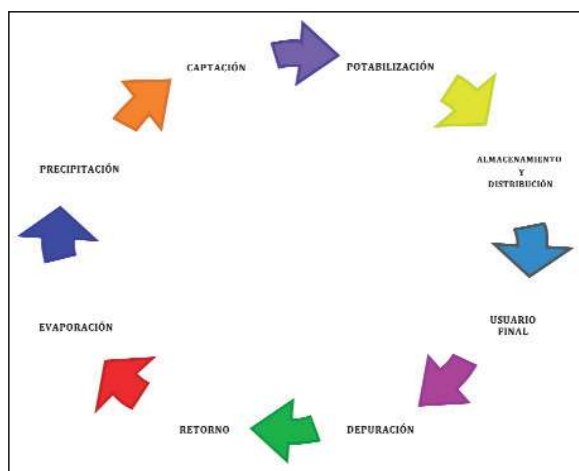 CAPTACIÓN
POTABILIZACIÓN
ALMACENAMIENTO
Y
DISTRIBUCIÓN
USUARIO
FINAL
DEPURACIÓN
RETORNO
EVAPORACIÓN
PRECIPITACIÓN